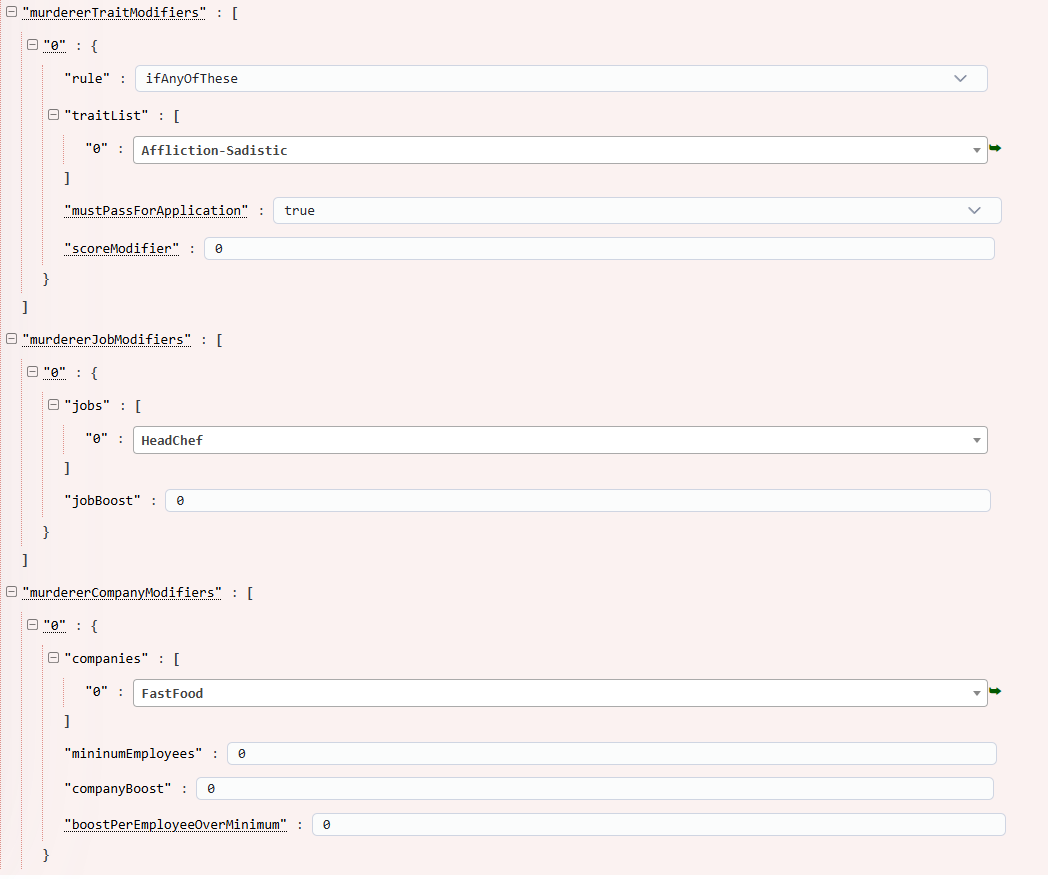 "murdererTraitModifiers" : [
"0" : {
"rule" : ifAnyOfThese
"traitList" : [
"0" : Affliction-Sadistic
]
"mustPassForApplication" : true
"scoreModifier" : 0
}
]
"murdererJobModifiers" : [
"0" : {
"jobs" : [
"0" : HeadChef
]
"jobBoost" : 0
}
]
"murdererCompanyModifiers" : [
"0" : {
"companies" : [
"0" : FastFood
]
"mininumEmployees" : 0
"companyBoost" : 0
"boostPerEmployeeOverMinimum" : 0
}